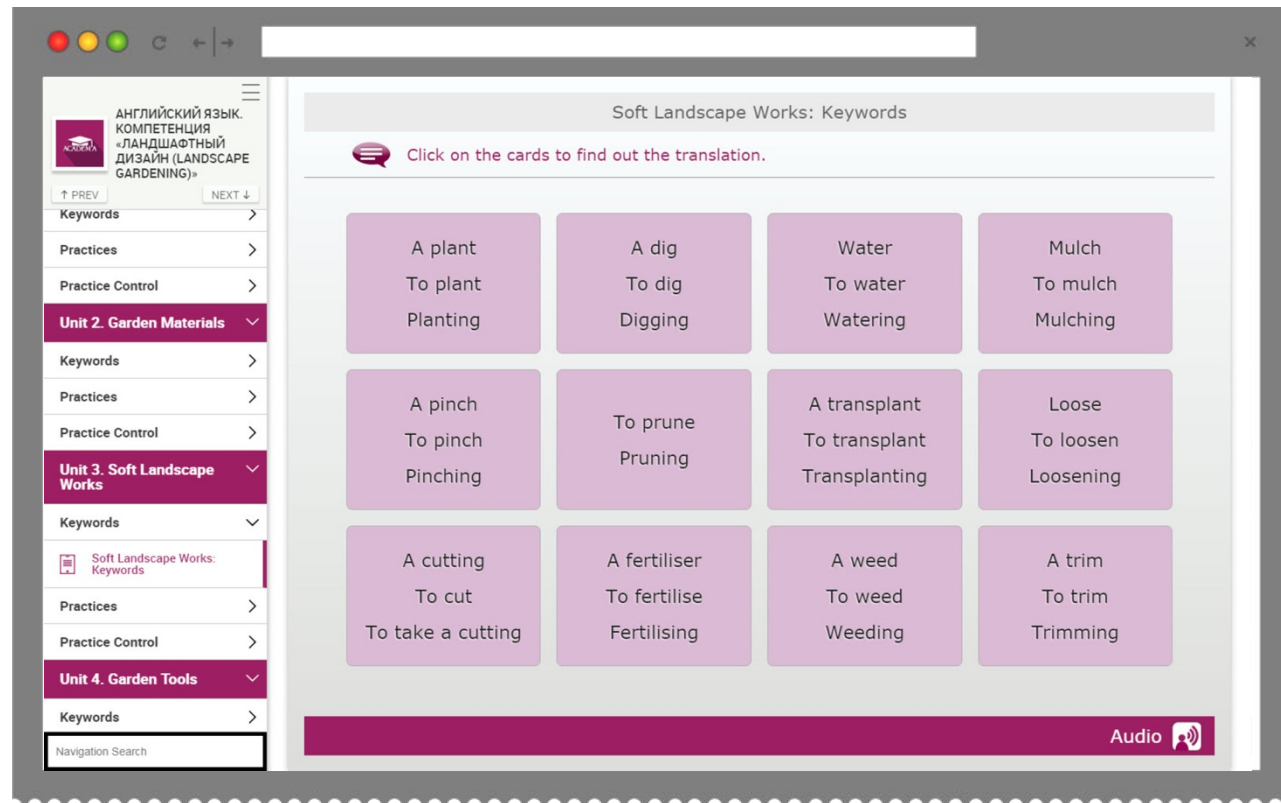 АНГЛИЙСКИЙ ЯЗЫК.
КОМПЕТЕНЦИЯ
«ЛАНДШАФТНЫЙ
ДИЗАЙН (LANDSCAPE
GARDENING)»
ACADEMA
↑ PREV
NEXT ↓
Keywords
Practices
Practice Control
Unit 2. Garden Materials
Keywords
Practices
Practice Control
Unit 3. Soft Landscape
Works
Keywords
Soft Landscape Works:
Keywords
Practices
Practice Control
Unit 4. Garden Tools
Keywords
Navigation Search
Soft Landscape Works: Keywords
Click on the cards to find out the translation.
A plant
To plant
Planting
A dig
To dig
Digging
Water
To water
Watering
Mulch
To mulch
Mulching
A pinch
To pinch
Pinching
To prune
Pruning
A transplant
To transplant
Transplanting
Loose
To loosen
Loosening
A cutting
To cut
To take a cutting
A fertiliser
To fertilise
Fertilising
A weed
To weed
Weeding
A trim
To trim
Trimming
Audio